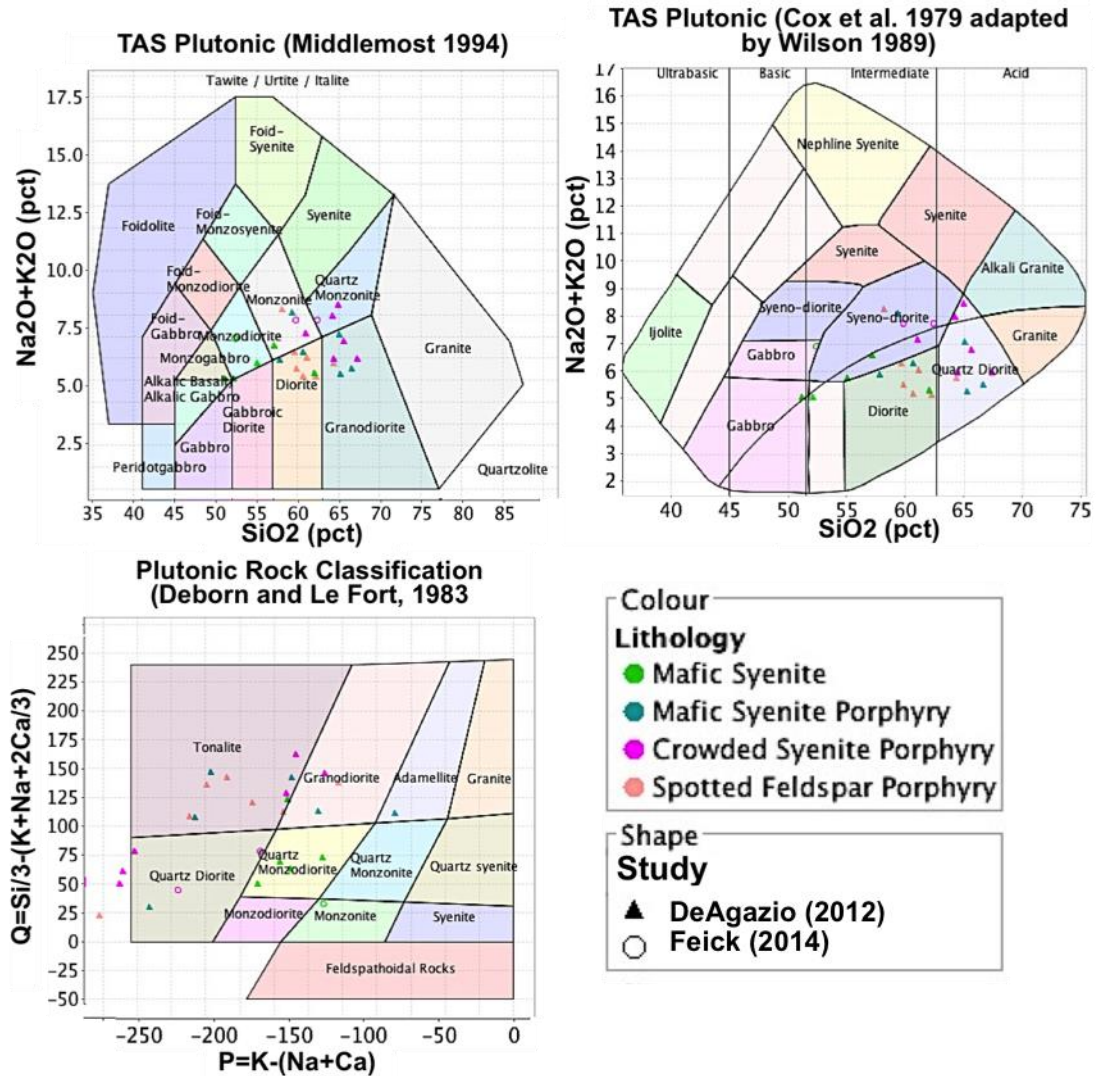 TAS Plutonic (Middlemost 1994)
Tawite / Urtite / Italite
17.5
15.0
12.5
10.0
7.5
5.0
2.5
Na2O+K2O (pct)
Foid-
Syenite
Foidolite
Foid-
Monzosyenite
Syenite
Foid-
Monzodiorite
Monzonite
Quartz
Monzonite
Foid-
Gabbro
Monzodiorite
Monzogabbro
Granite
Alkalic Basalt
Alkalic Gabbro
Diorite
Gabbroic
Diorite
Granodiorite
Gabbro
Peridotgabbro
Quartzolite
35 40 45 50 55 60 65 70 75 80 85
SiO2 (pct)
TAS Plutonic (Cox et al. 1979 adapted
by Wilson 1989)
Ultrabasic Basic Intermediate Acid
17
16
15
14
13
12
11
10
9
8
7
6
5
4
3
2
Na2O+K2O (pct)
Nephline Syenite
Syenite
Syenite
Alkali Granite
Syeno-diorite
Syeno-diorite
Ijolite
Granite
Gabbro
Quartz Diorite
Gabbro
Diorite
40 45 55 60 65 70 75
SiO2 (pct)
Plutonic Rock Classification
(Deborn and Le Fort, 1983
250
225
200
175
150
125
100
75
50
25
0
−25
−50
Q=Si/3-(K+Na+2Ca/3)
Tonalite
Granodiorite
Adamellite
Granite
Quartz Diorite
Quartz
Monzodiorite
Quartz
Monzonite
Quartz syenite
Monzodiorite
Monzonite
Syenite
Feldspathoidal Rocks
−250 −200 −150 −100 −50 0
P=K-(Na+Ca)
Colour
Lithology
Mafic Syenite
Mafic Syenite Porphyry
Crowded Syenite Porphyry
Spotted Feldspar Porphyry
Shape
Study
DeAgazio (2012)
Feick (2014)